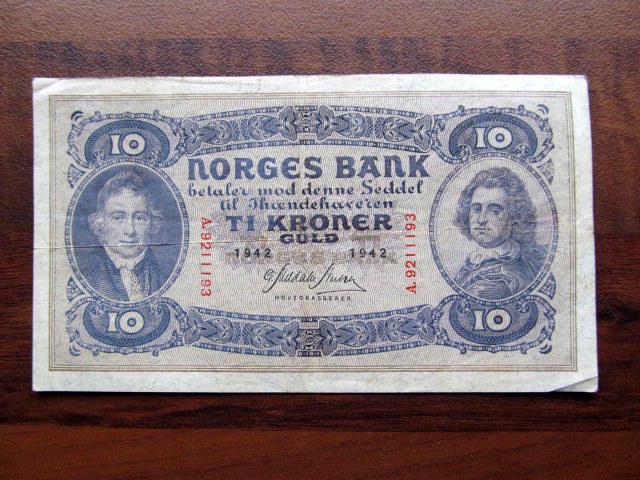 10 10
NORGES BANK
betaler mod denne Seddel
til Ihændehaveren
TI KRONER
GULD
1942 1942
A.9211193 A.9211193
HOVEDKASSERER
10 10